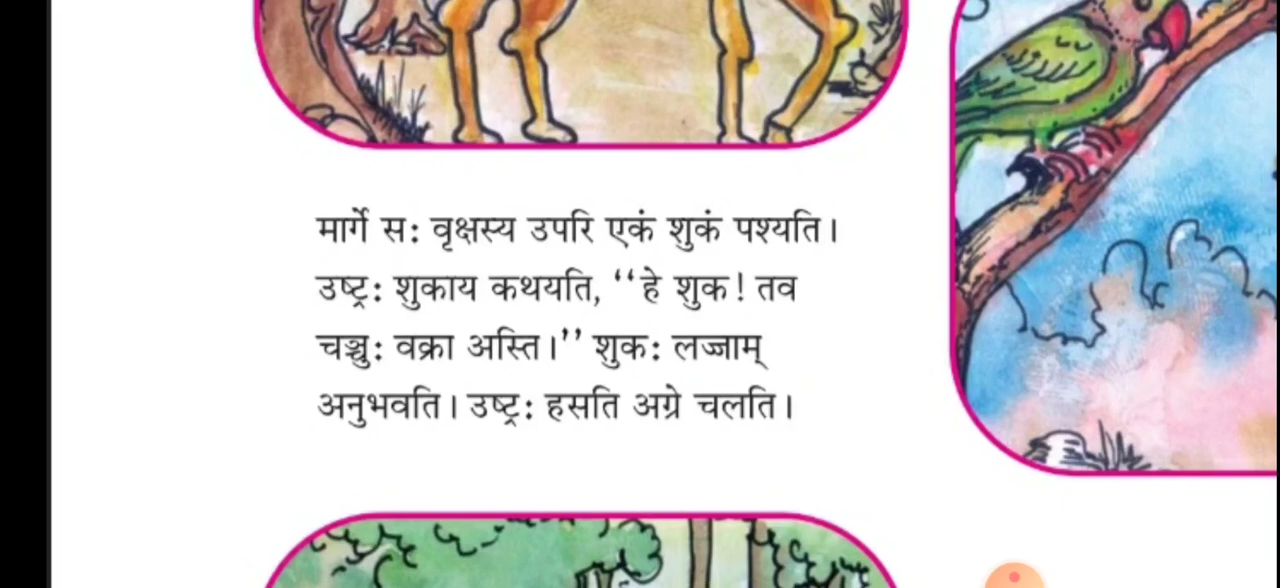 मार्गे स: वृक्षस्य उपरि एकं शुकं पश्यति।
उष्ट्र: शुकाय कथयति, ‘‘हे शुक! तव
चञ्चु: वक्रा अस्ति।’’ शुक: लज्जाम्
अनुभवति। उष्ट्र: हसति अग्रे चलति।